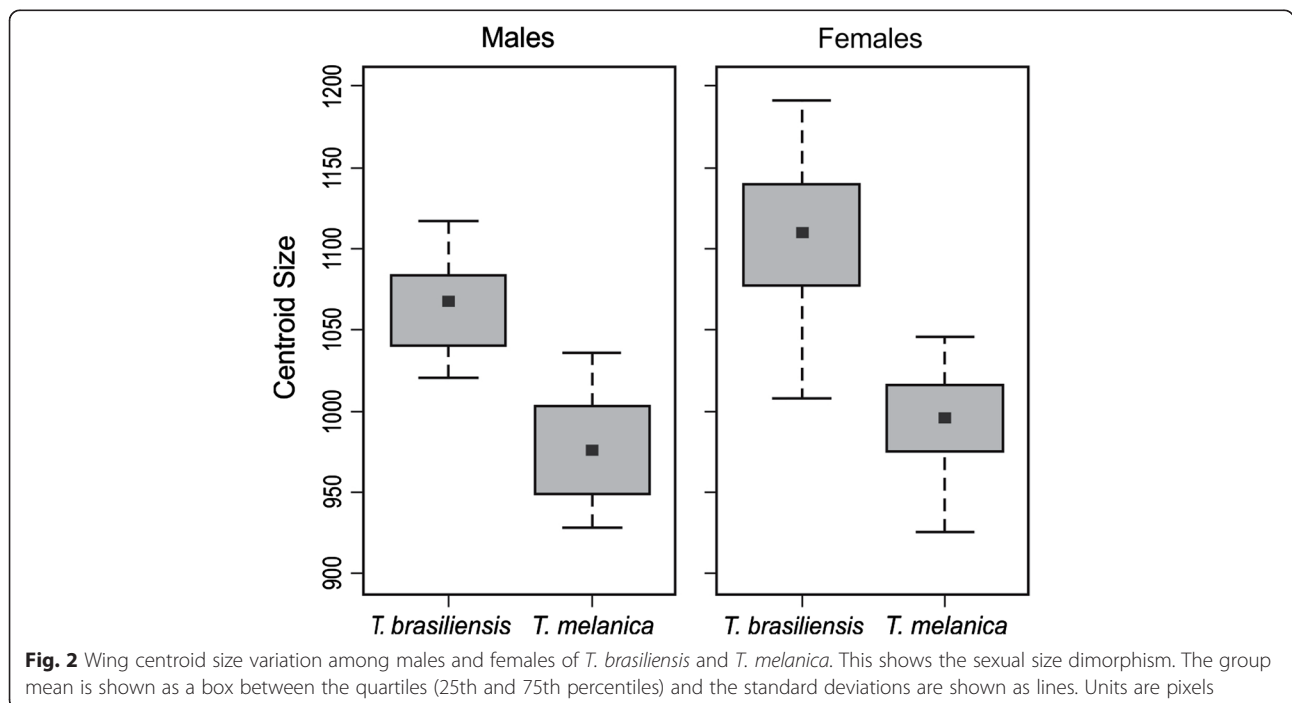 Males
Females
Centroid Size
1200
1150
1100
1050
1000
950
900
T. brasiliensis T. melanica
T. brasiliensis T. melanica
Fig. 2 Wing centroid size variation among males and females of T. brasiliensis and T. melanica. This shows the sexual size dimorphism. The group
mean is shown as a box between the quartiles (25th and 75th percentiles) and the standard deviations are shown as lines. Units are pixels